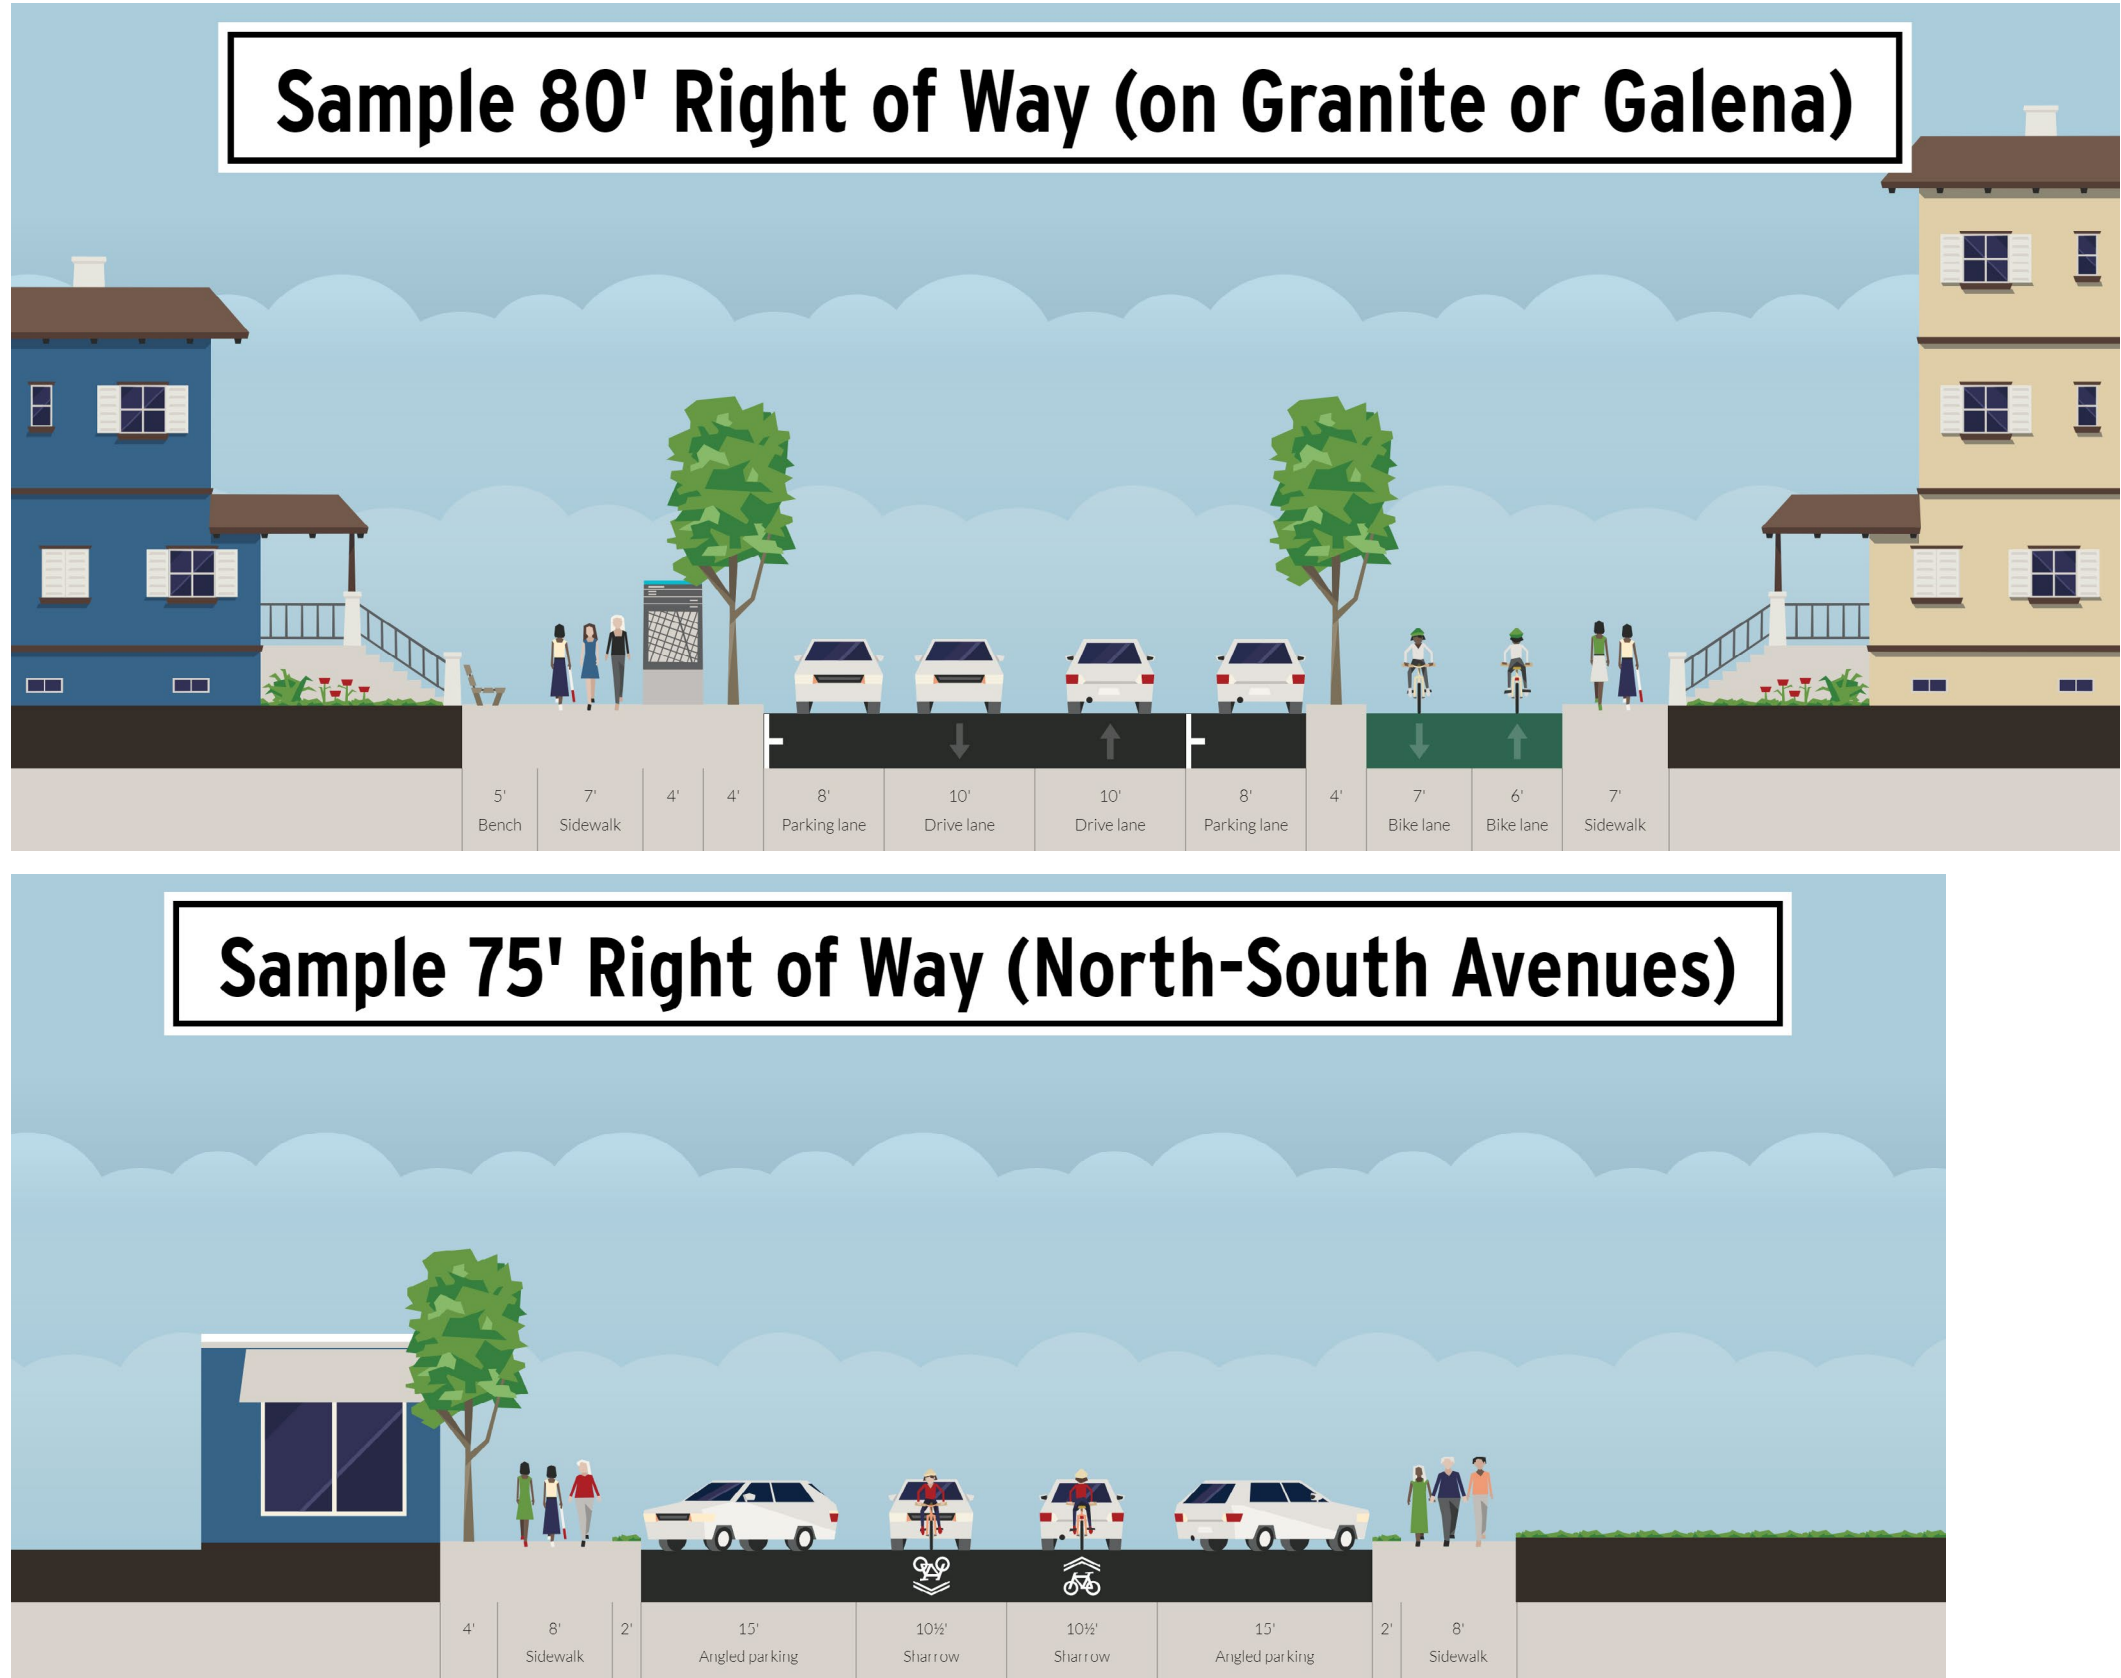 Sample 80' Right of Way (on Granite or Galena)
5' 7' 4' 4' 8' 10' 10' 8' 4' 7' 6' 7'
Bench Sidewalk Parking lane Drive lane Drive lane Parking lane Bike lane Bike lane Sidewalk
Sample 75' Right of Way (North-South Avenues)
4' 8' 2' 15' 10½' 10½' 15' 2' 8'
Sidewalk Angled parking Sharrow Sharrow Angled parking Sidewalk